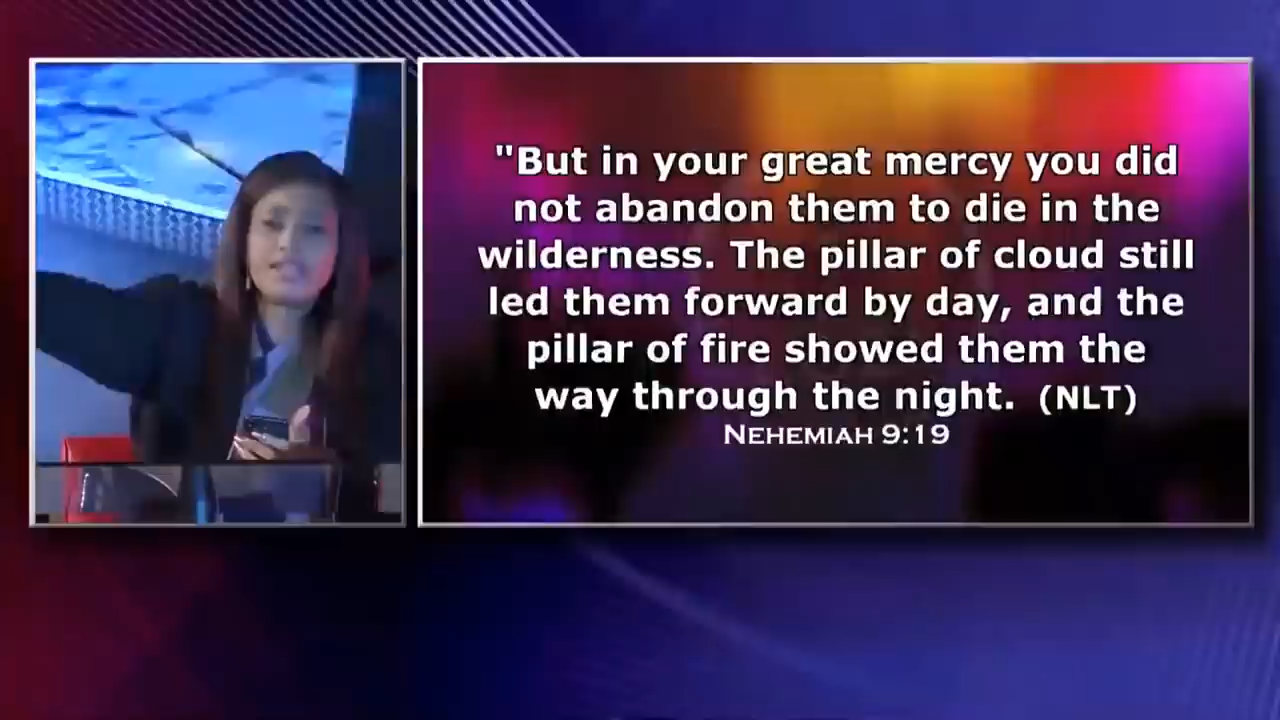 "But in your great mercy you did
not abandon them to die in the
wilderness. The pillar of cloud still
led them forward by day, and the
pillar of fire showed them the
way through the night. (NLT)
Nehemiah 9:19